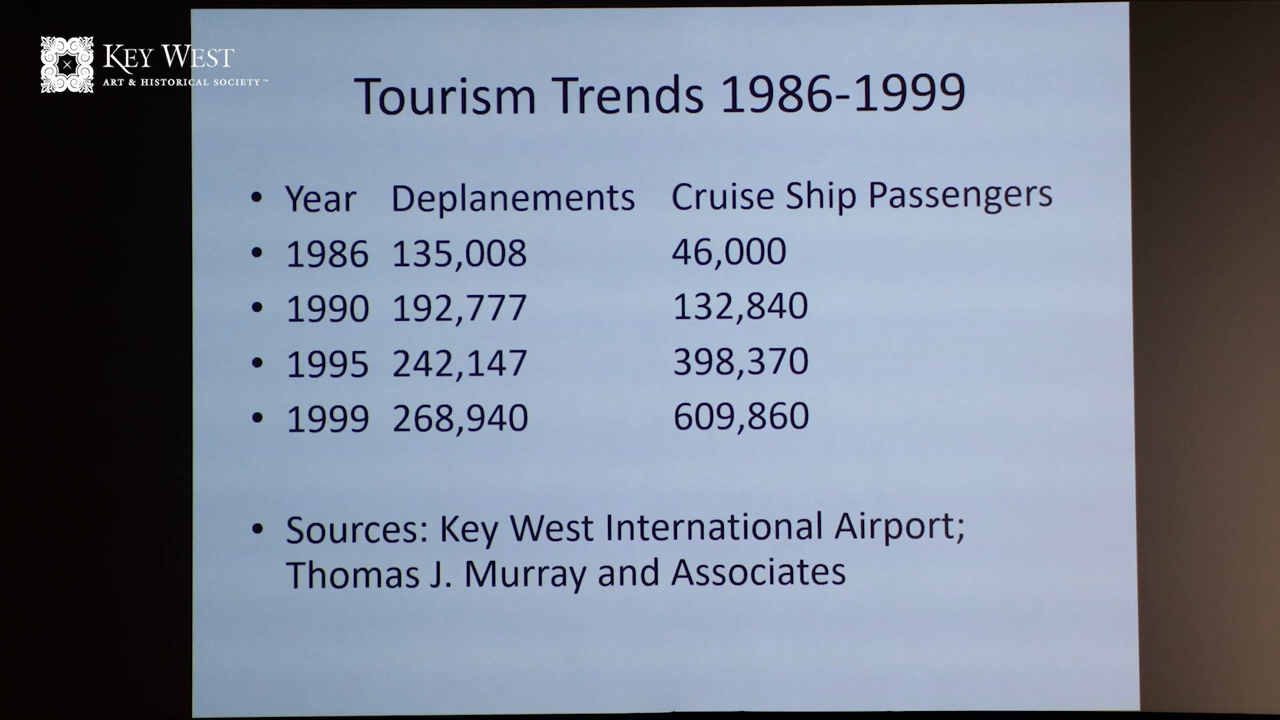 KEY WEST
ART & HISTORICAL SOCIETY™
Tourism Trends 1986-1999
• Year Deplanements Cruise Ship Passengers
• 1986 135,008 46,000
• 1990 192,777 132,840
• 1995 242,147 398,370
• 1999 268,940 609,860
• Sources: Key West International Airport;
Thomas J. Murray and Associates